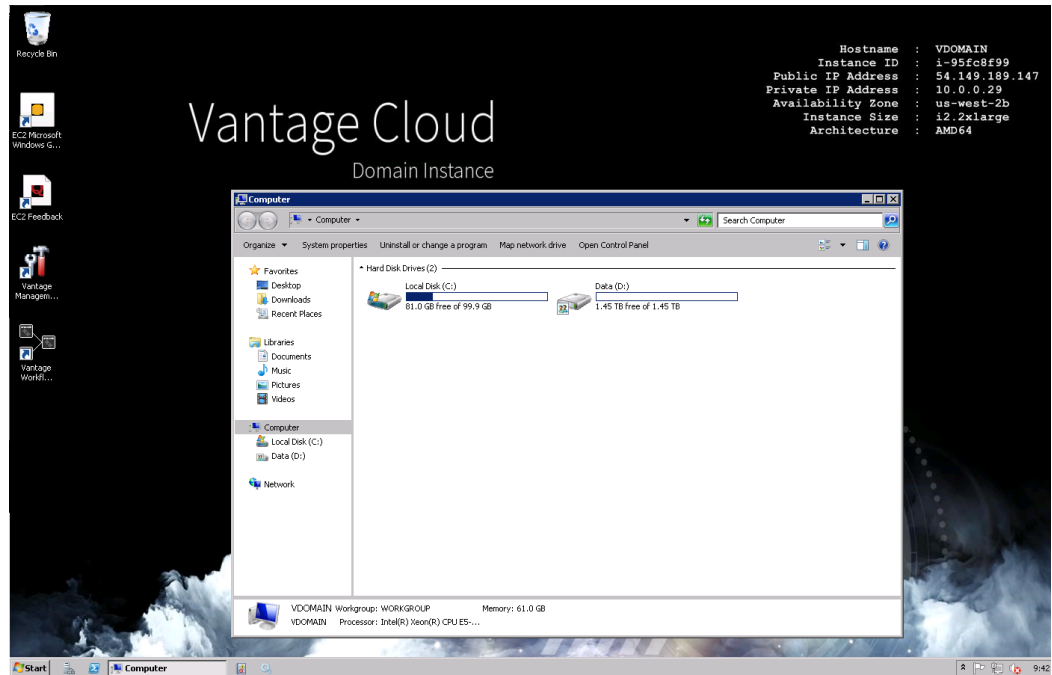 Recycle Bin
EC2 Microsoft
Windows G...
EC2 Feedback
Vantage
Managem...
Vantage
Workfl...
Vantage Cloud
Domain Instance
Hostname : VDOMAIN
Instance ID : i-95fc8f99
Public IP Address : 54.149.189.147
Private IP Address : 10.0.0.29
Availability Zone : us-west-2b
Instance Size : i2.2xlarge
Architecture : AMD64
Computer
Computer
Search Computer
Organize System properties Uninstall or change a program Map network drive Open Control Panel
Favorites
Desktop
Downloads
Recent Places
Libraries
Documents
Music
Pictures
Videos
Computer
Local Disk (C:)
Data (D:)
Network
Hard Disk Drives (2)
Local Disk (C:)
81.0 GB free of 99.9 GB
Data (D:)
1.45 TB free of 1.45 TB
VDOMAIN Workgroup: WORKGROUP Memory: 61.0 GB
VDOMAIN Processor: Intel(R) Xeon(R) CPU E5-...
Start Computer 9:42